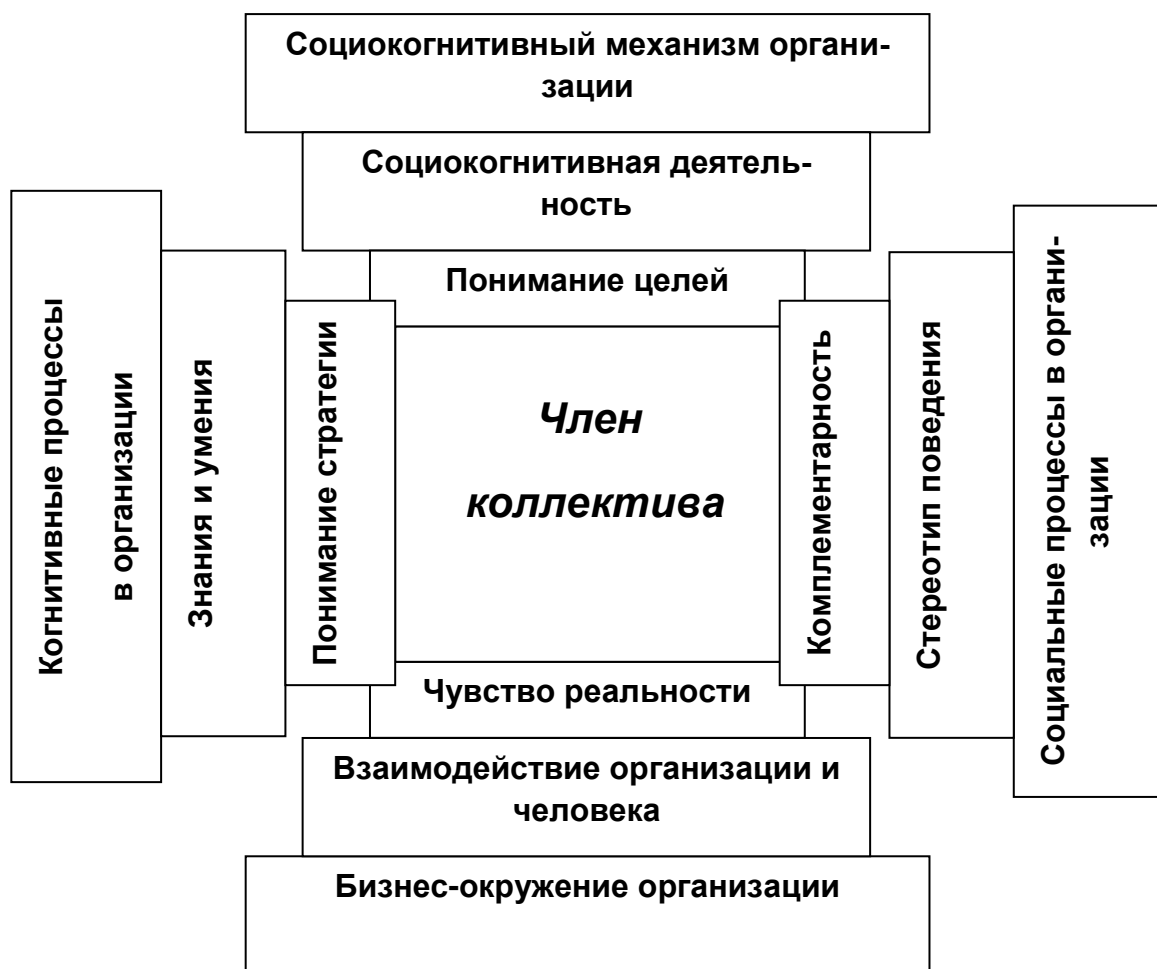 Социокогнитивный механизм органи-
зации
Социокогнитивная деятель-
ность
Понимание целей
Когнитивные процессы
в организации
Знания и умения
Понимание стратегии
Член
коллектива
Комплементарность
Стереотип поведения
Социальные процессы в органи-
зации
Чувство реальности
Взаимодействие организации и
человека
Бизнес-окружение организации